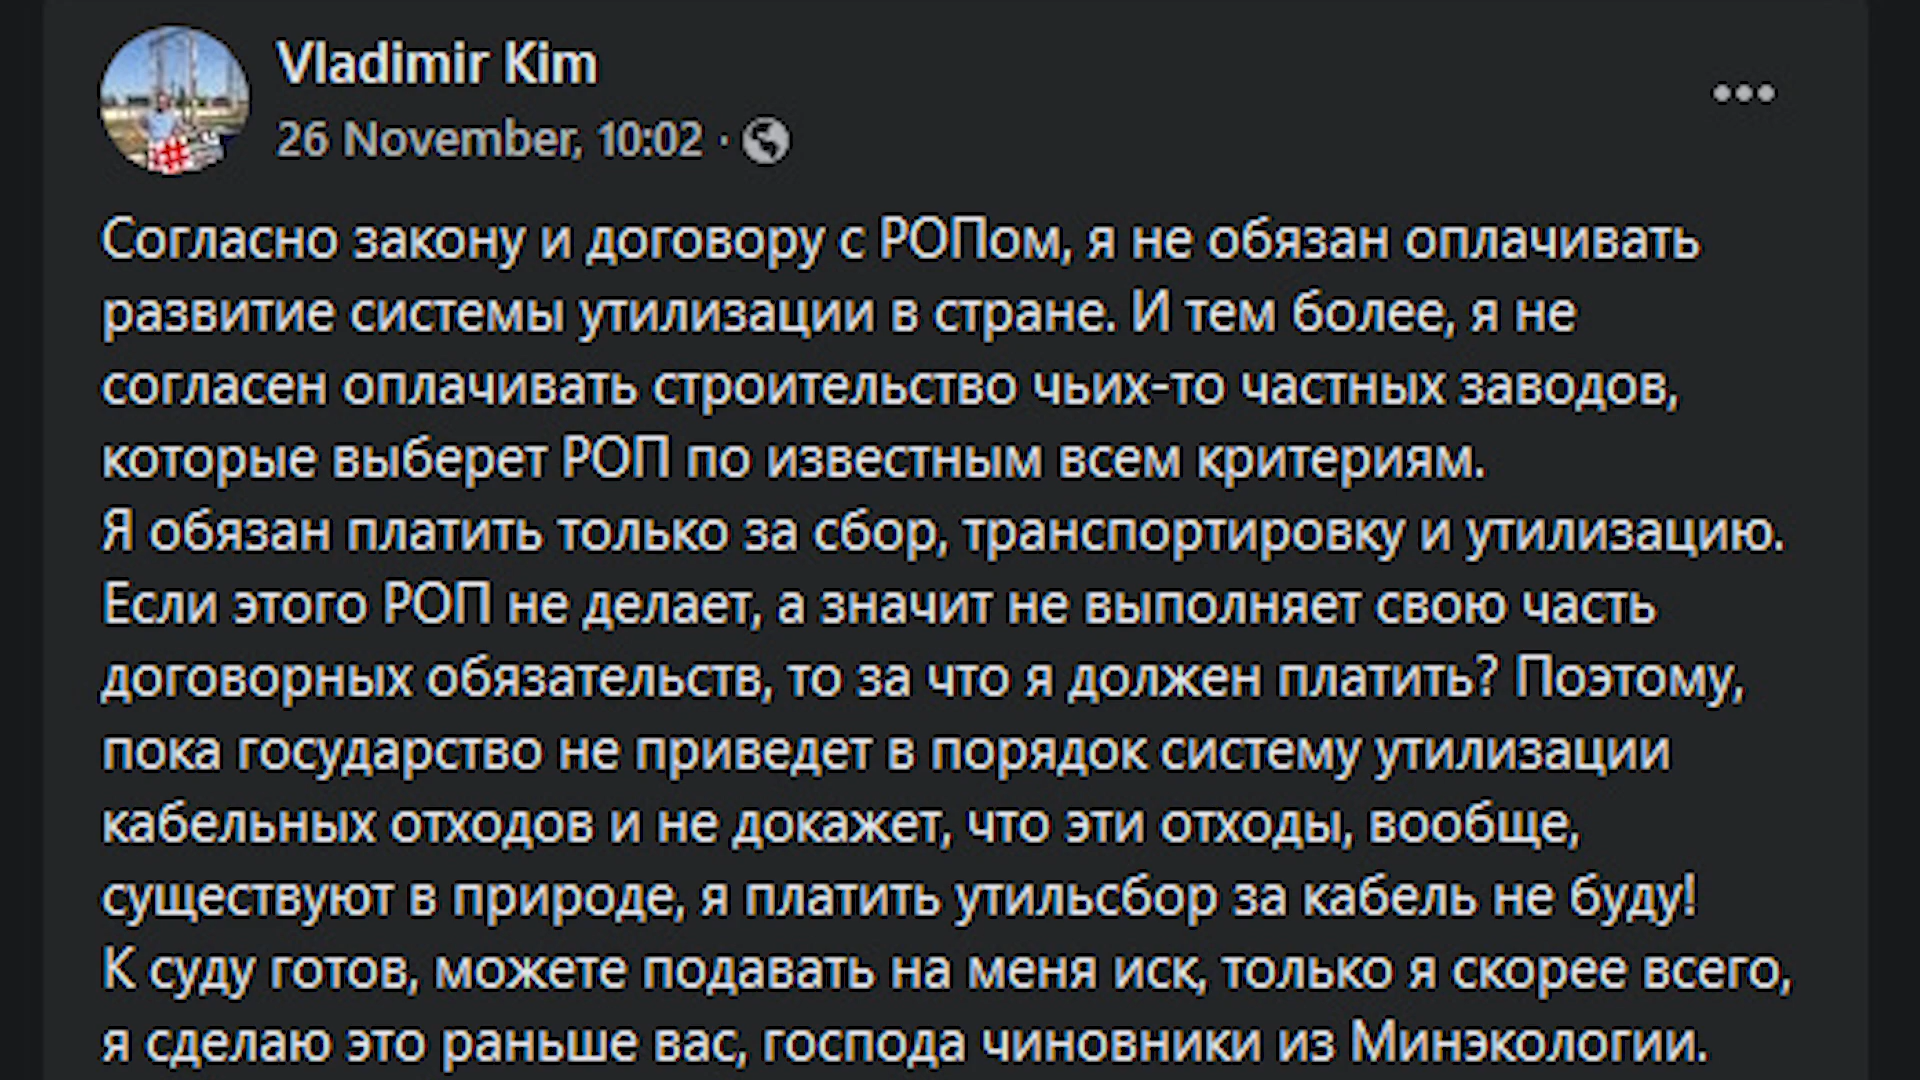 Vladimir Kim
26 November, 10:02 ·
Согласно закону и договору с РОПом, я не обязан оплачивать
развитие системы утилизации в стране. И тем более, я не
согласен оплачивать строительство чьих-то частных заводов,
которые выберет РОП по известным всем критериям.
Я обязан платить только за сбор, транспортировку и утилизацию.
Если этого РОП не делает, а значит не выполняет свою часть
договорных обязательств, то за что я должен платить? Поэтому,
пока государство не приведет в порядок систему утилизации
кабельных отходов и не докажет, что эти отходы, вообще,
существуют в природе, я платить утильсбор за кабель не буду!
К суду готов, можете подавать на меня иск, только я скорее всего,
я сделаю это раньше вас, господа чиновники из Минэкологии.